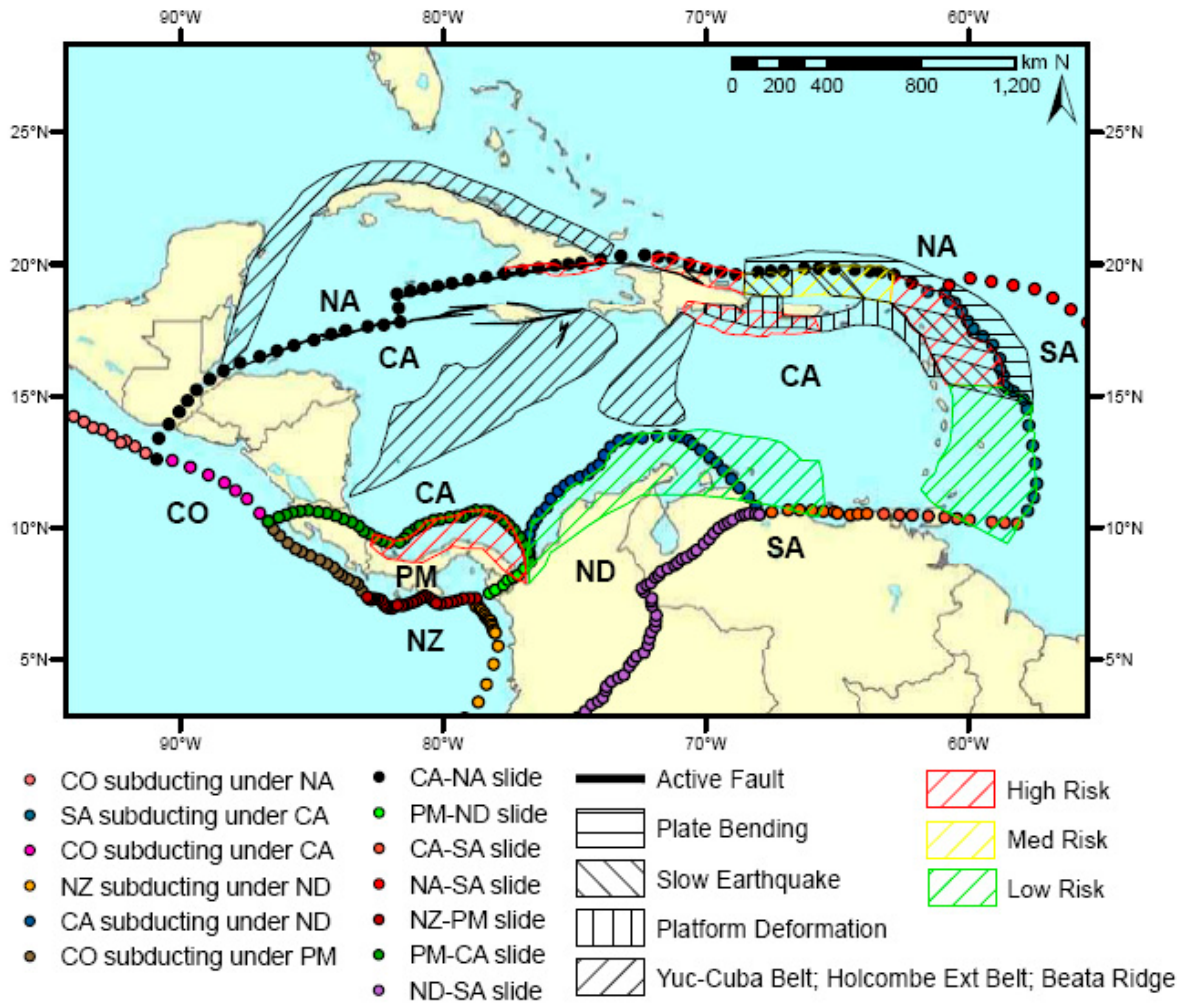 90°W 80°W 70°W 60°W
km N
0 200 400 800 1,200
25°N 25°N
NA
20°N 20°N
NA
SA
CA CA
15°N 15°N
CA
CO
10°N 10°N
SA
ND
PM
NZ
5°N 5°N
90°W 80°W 70°W 60°W
CO subducting under NA
SA subducting under CA
CO subducting under CA
NZ subducting under ND
CA subducting under ND
CO subducting under PM
CA-NA slide
PM-ND slide
CA-SA slide
NA-SA slide
NZ-PM slide
PM-CA slide
ND-SA slide
Active Fault
Plate Bending
Slow Earthquake
Platform Deformation
Yuc-Cuba Belt; Holcombe Ext Belt; Beata Ridge
High Risk
Med Risk
Low Risk